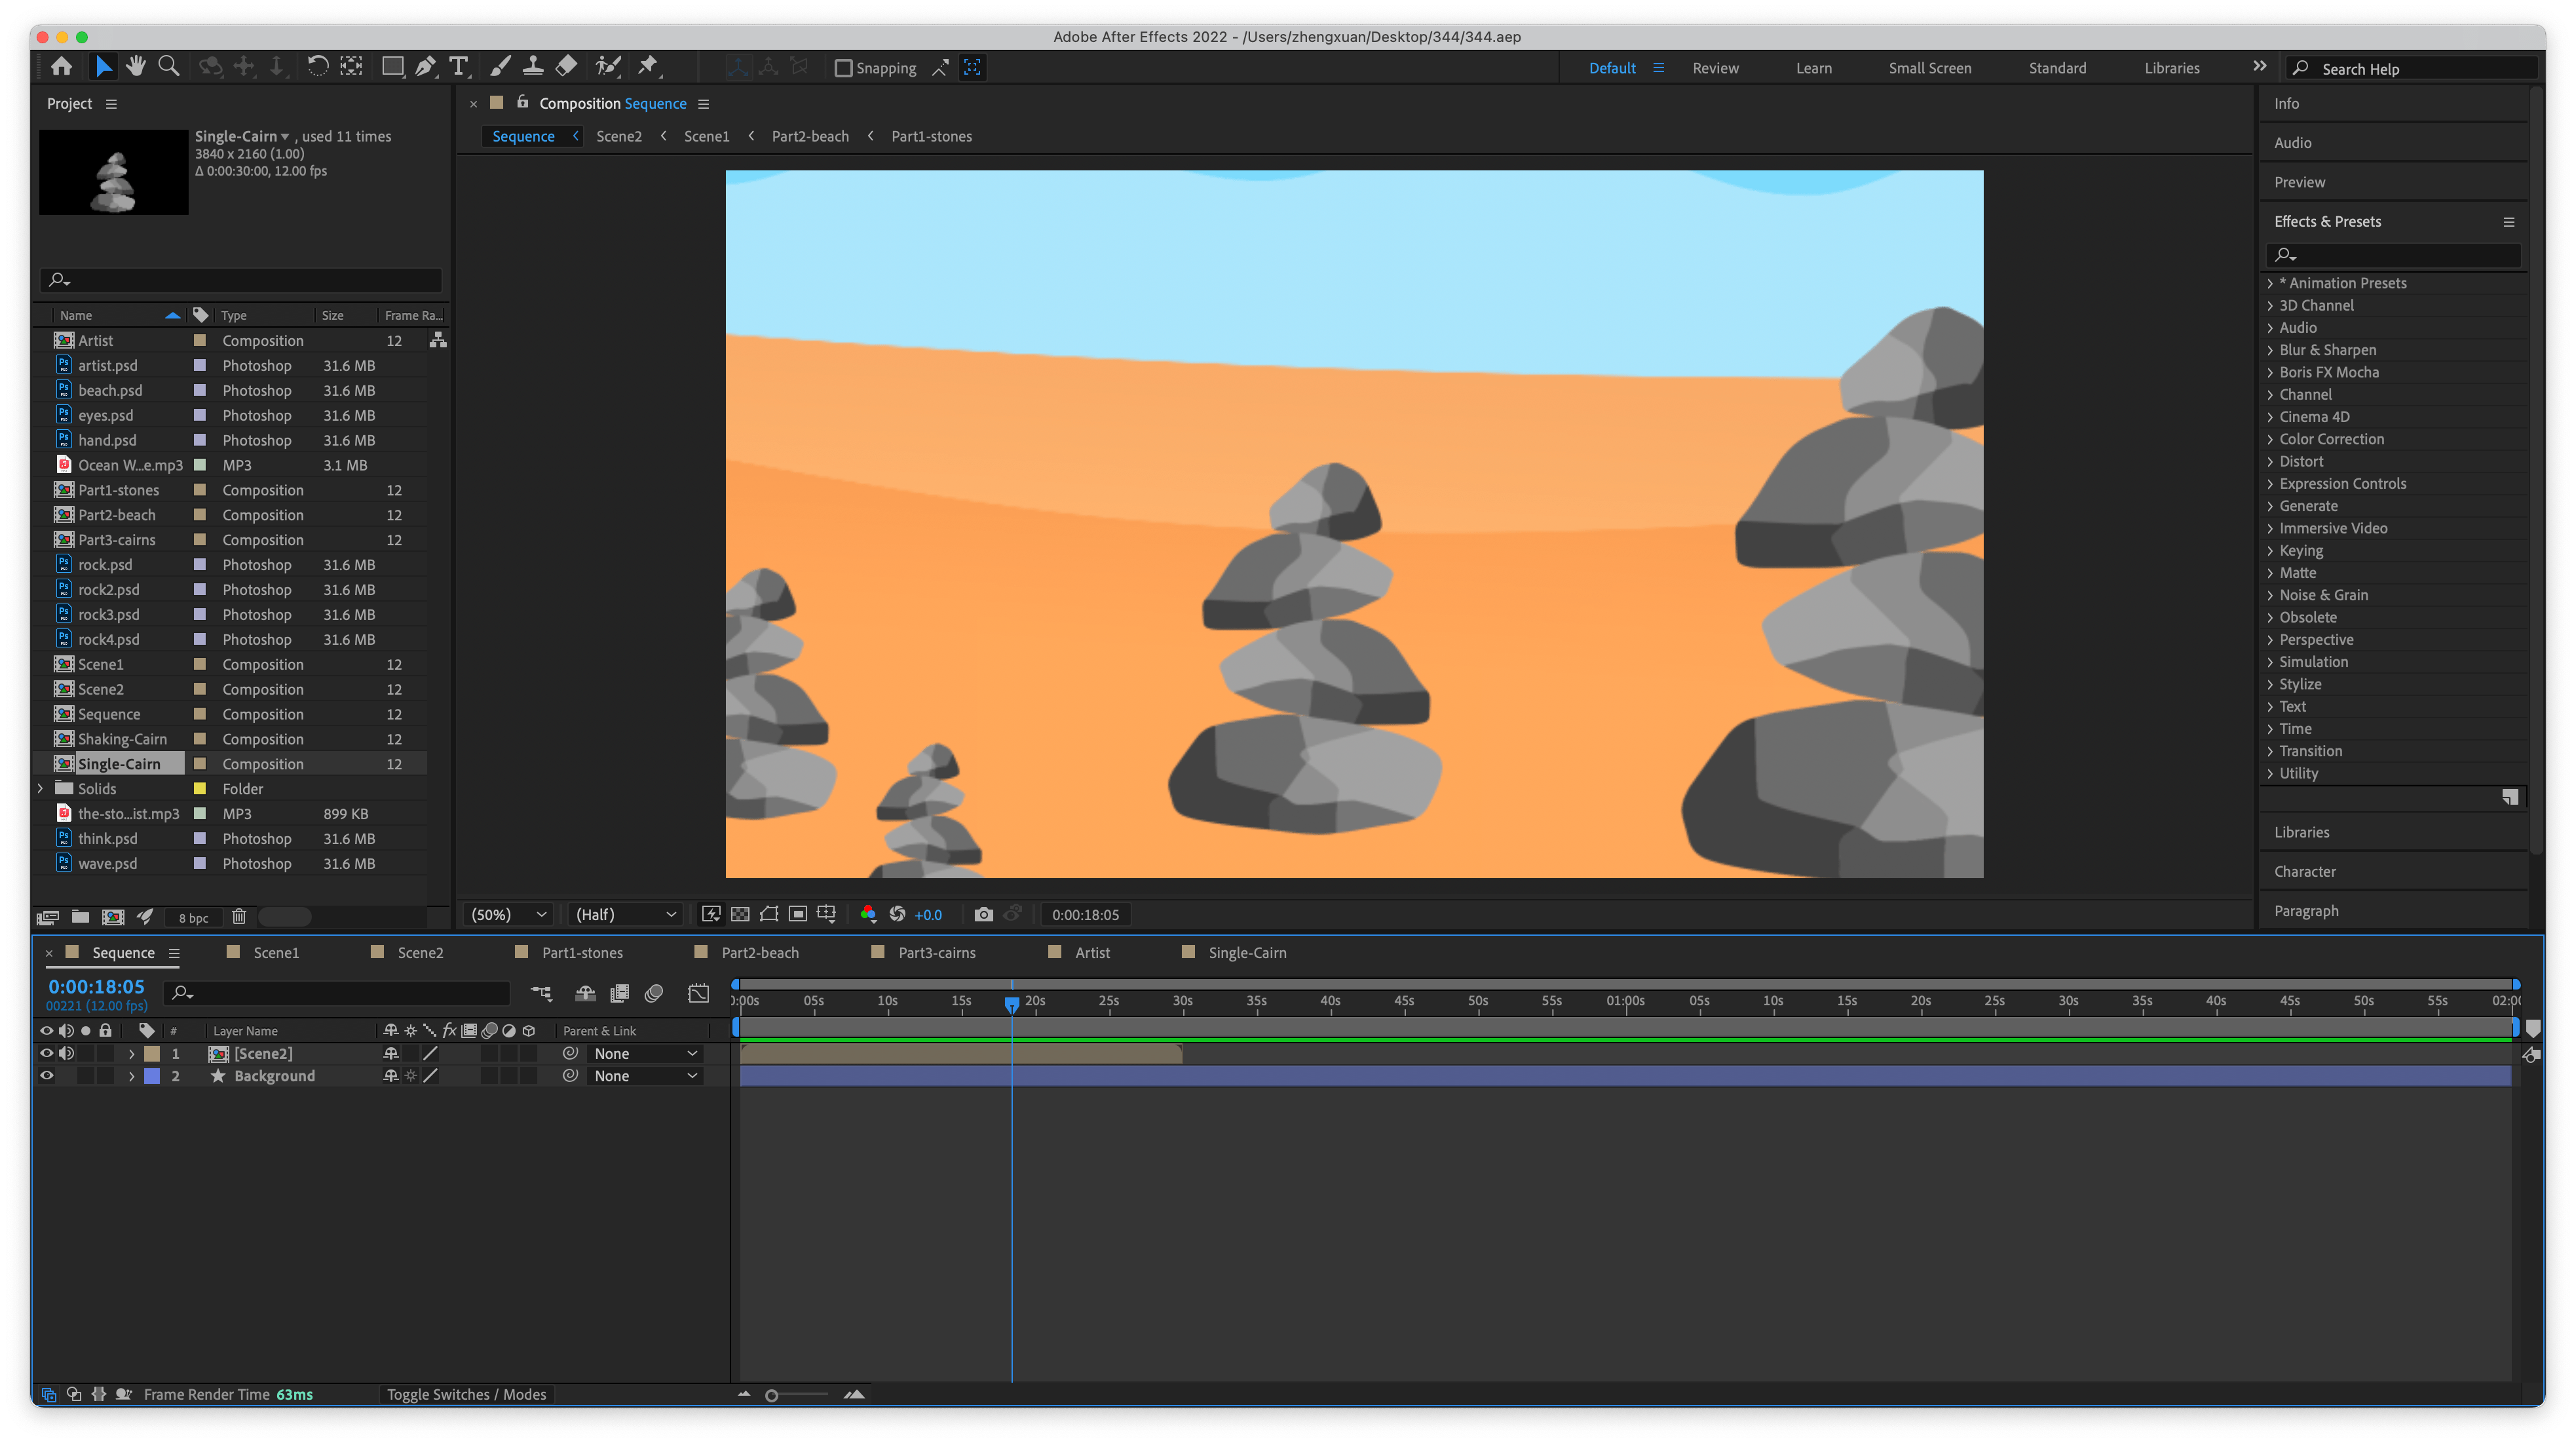 Adobe After Effects 2022 - /Users/zhengxuan/Desktop/344/344.aep
Snapping
Default
Review
Learn
Small Screen
Standard
Libraries
Search Help
Project
Single-Cairn , used 11 times
3840 x 2160 (1.00)
Δ 0:00:30:00, 12.00 fps
Name Type Size Frame Ra...
Artist Composition 12
artist.psd Photoshop 31.6 MB
beach.psd Photoshop 31.6 MB
eyes.psd Photoshop 31.6 MB
hand.psd Photoshop 31.6 MB
Ocean W...e.mp3 MP3 3.1 MB
Part1-stones Composition 12
Part2-beach Composition 12
Part3-cairns Composition 12
rock.psd Photoshop 31.6 MB
rock2.psd Photoshop 31.6 MB
rock3.psd Photoshop 31.6 MB
rock4.psd Photoshop 31.6 MB
Scene1 Composition 12
Scene2 Composition 12
Sequence Composition 12
Shaking-Cairn Composition 12
Single-Cairn Composition 12
Solids Folder
the-sto...ist.mp3 MP3 899 KB
think.psd Photoshop 31.6 MB
wave.psd Photoshop 31.6 MB
8 bpc
Composition Sequence
Sequence Scene2 Scene1 Part2-beach Part1-stones
(50%) (Half) +0.0 0:00:18:05
Info
Audio
Preview
Effects & Presets
* Animation Presets
3D Channel
Audio
Blur & Sharpen
Boris FX Mocha
Channel
Cinema 4D
Color Correction
Distort
Expression Controls
Generate
Immersive Video
Keying
Matte
Noise & Grain
Obsolete
Perspective
Simulation
Stylize
Text
Time
Transition
Utility
Libraries
Character
Paragraph
Sequence Scene1 Scene2 Part1-stones Part2-beach Part3-cairns Artist Single-Cairn
0:00:18:05
00221 (12.00 fps)
0:00s 05s 10s 15s 20s 25s 30s 35s 40s 45s 50s 55s 01:00s 05s 10s 15s 20s 25s 30s 35s 40s 45s 50s 55s 02:00
# Layer Name fx Parent & Link
1 [Scene2] None
2 Background None
Frame Render Time 63ms
Toggle Switches / Modes